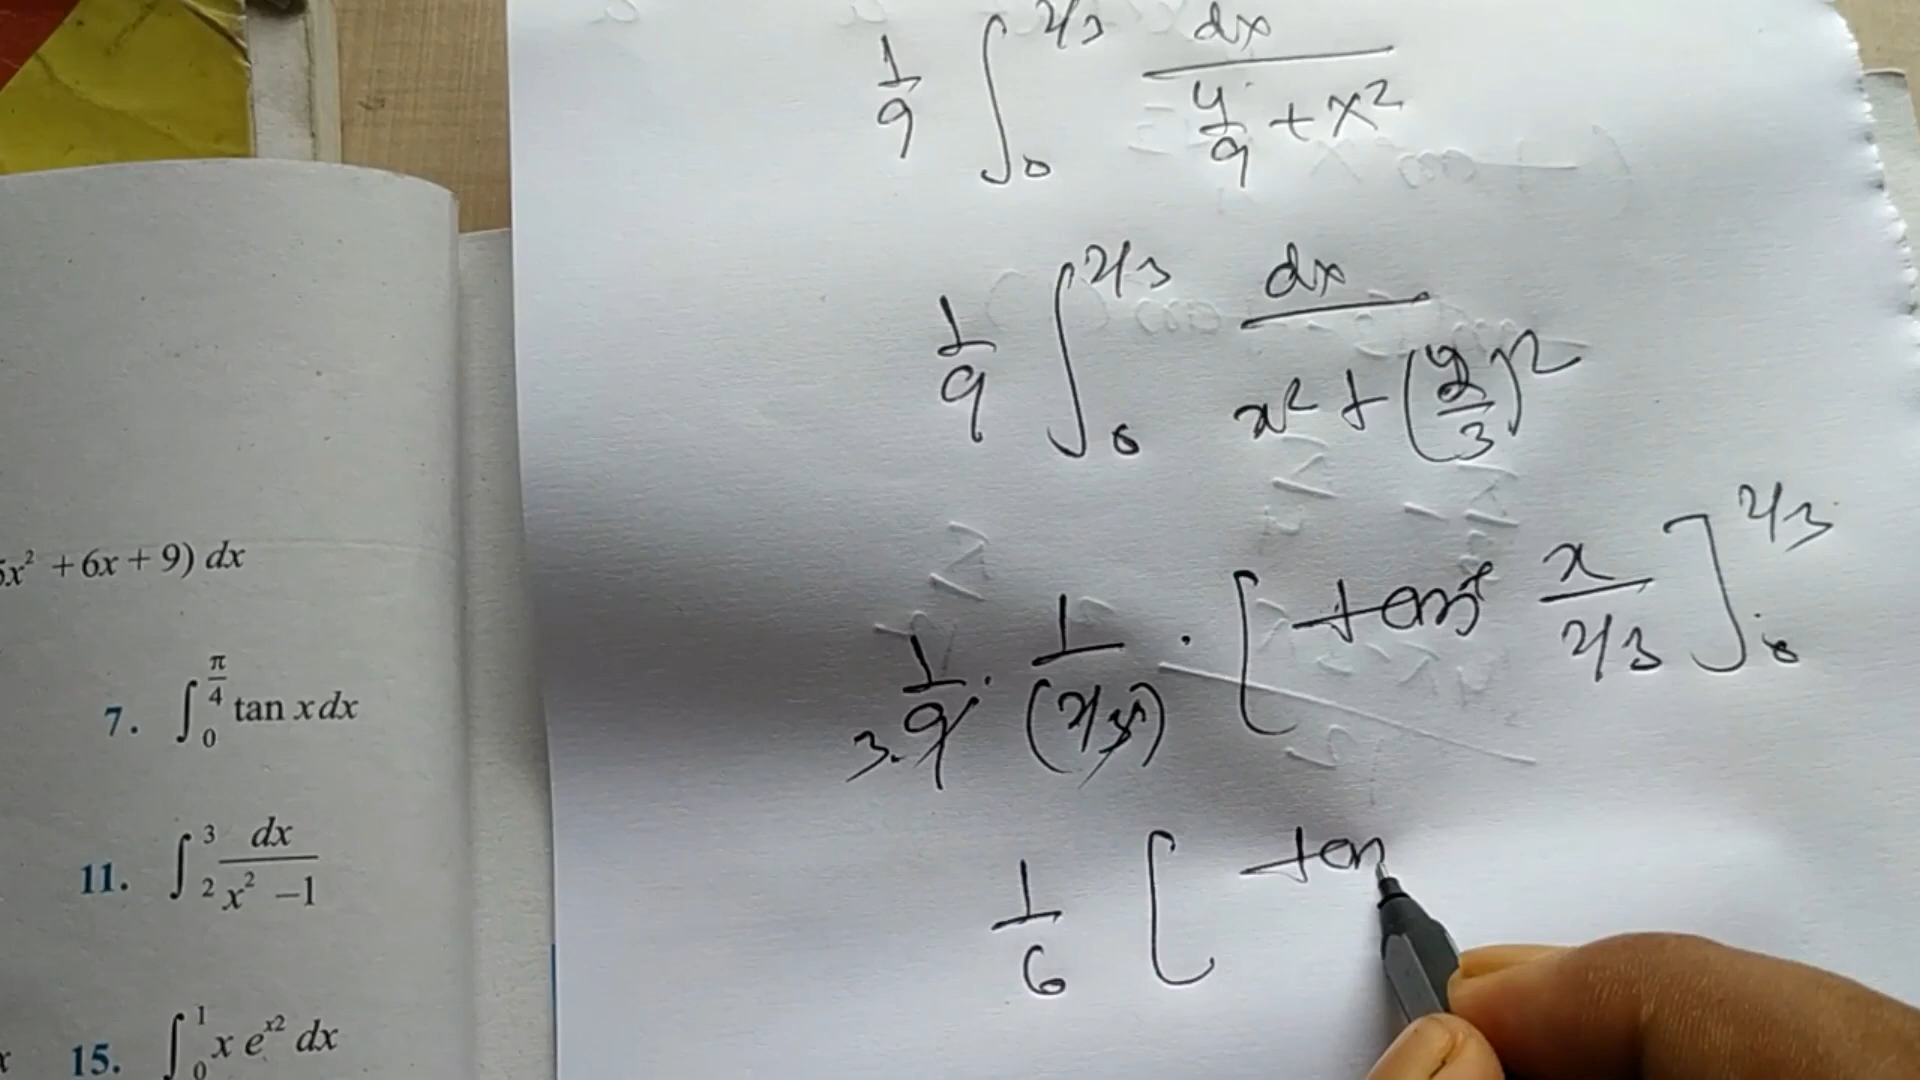 1/9 ∫₀^{2/3} dx / (4/9 + x²)
1/9 ∫₀^{2/3} dx / (x² + (2/3)²)
3. 1/9 · 1/(2/3) · [tan⁻¹ x/(2/3)]₀^{2/3}
1/6 [ tan
5x² + 6x + 9) dx
7. ∫₀^{π/4} tan x dx
11. ∫₂³ dx / (x² – 1)
15. ∫₀¹ x e^{x²} dx